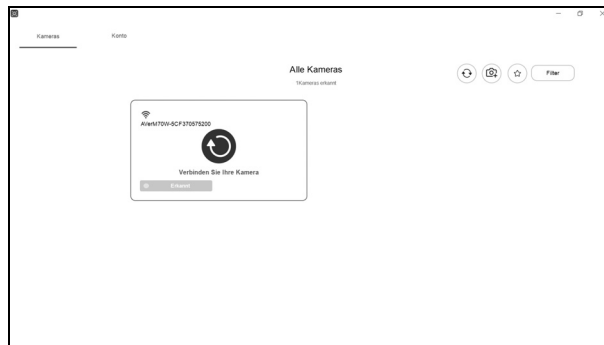 Kameras
Konto
Alle Kameras
1Kameras erkannt
Filter
AVerM70W-5CF370575200
Verbinden Sie Ihre Kamera
Erkannt